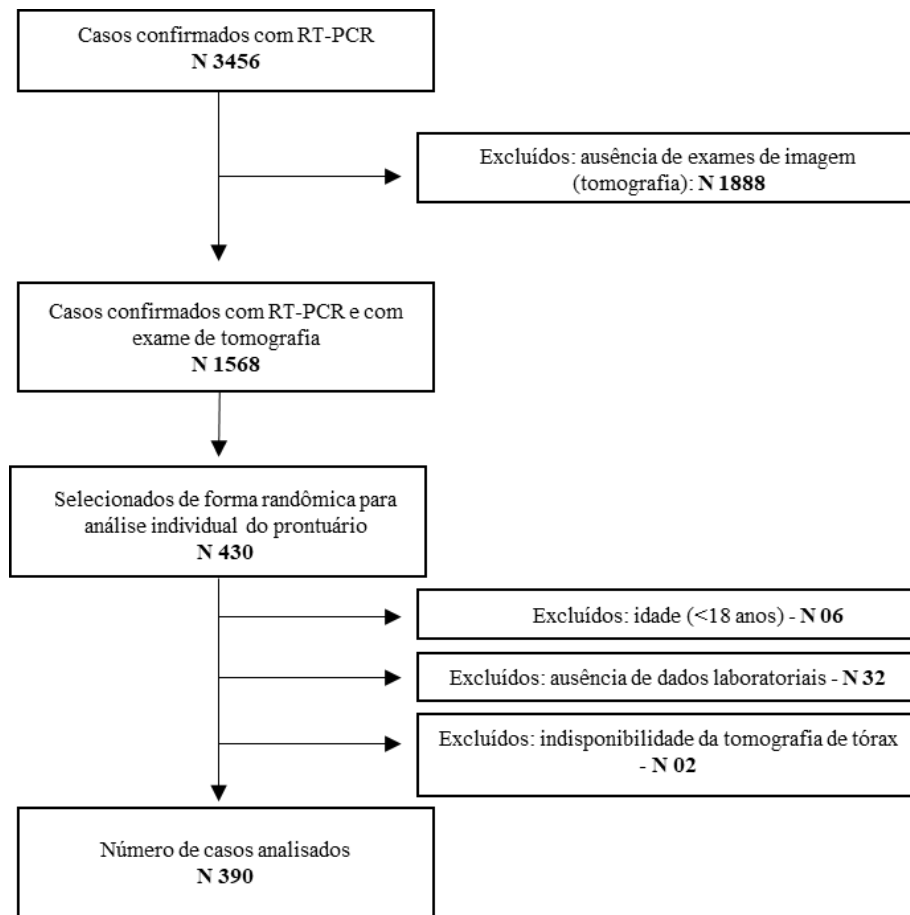 Casos confirmados com RT-PCR
N 3456
Excluídos: ausência de exames de imagem
(tomografia): N 1888
Casos confirmados com RT-PCR e com
exame de tomografia
N 1568
Selecionados de forma randômica para
análise individual do prontuário
N 430
Excluídos: idade (<18 anos) - N 06
Excluídos: ausência de dados laboratoriais - N 32
Excluídos: indisponibilidade da tomografia de tórax
- N 02
Número de casos analisados
N 390